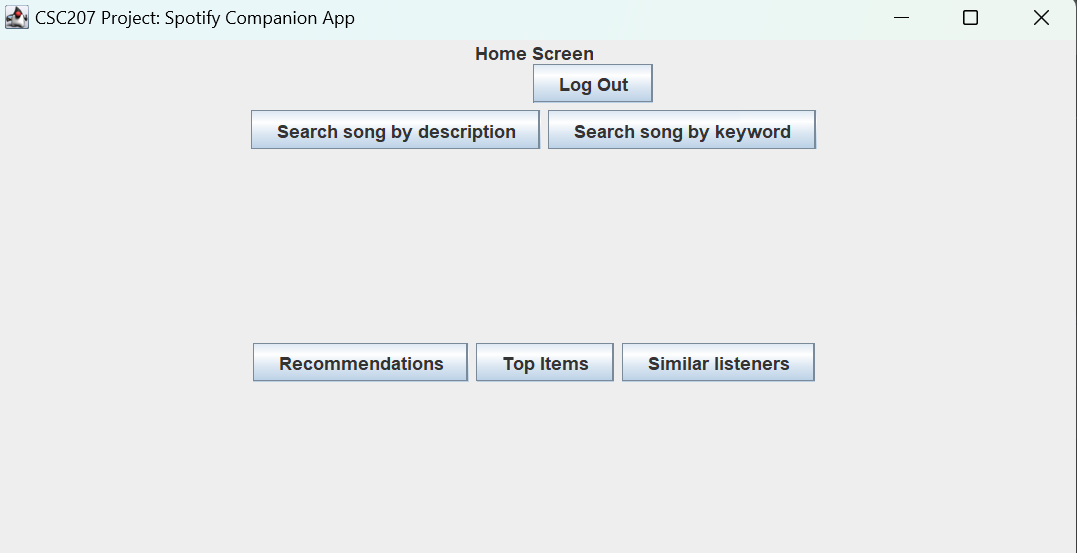 CSC207 Project: Spotify Companion App
Home Screen
Log Out
Search song by description Search song by keyword
Recommendations Top Items Similar listeners